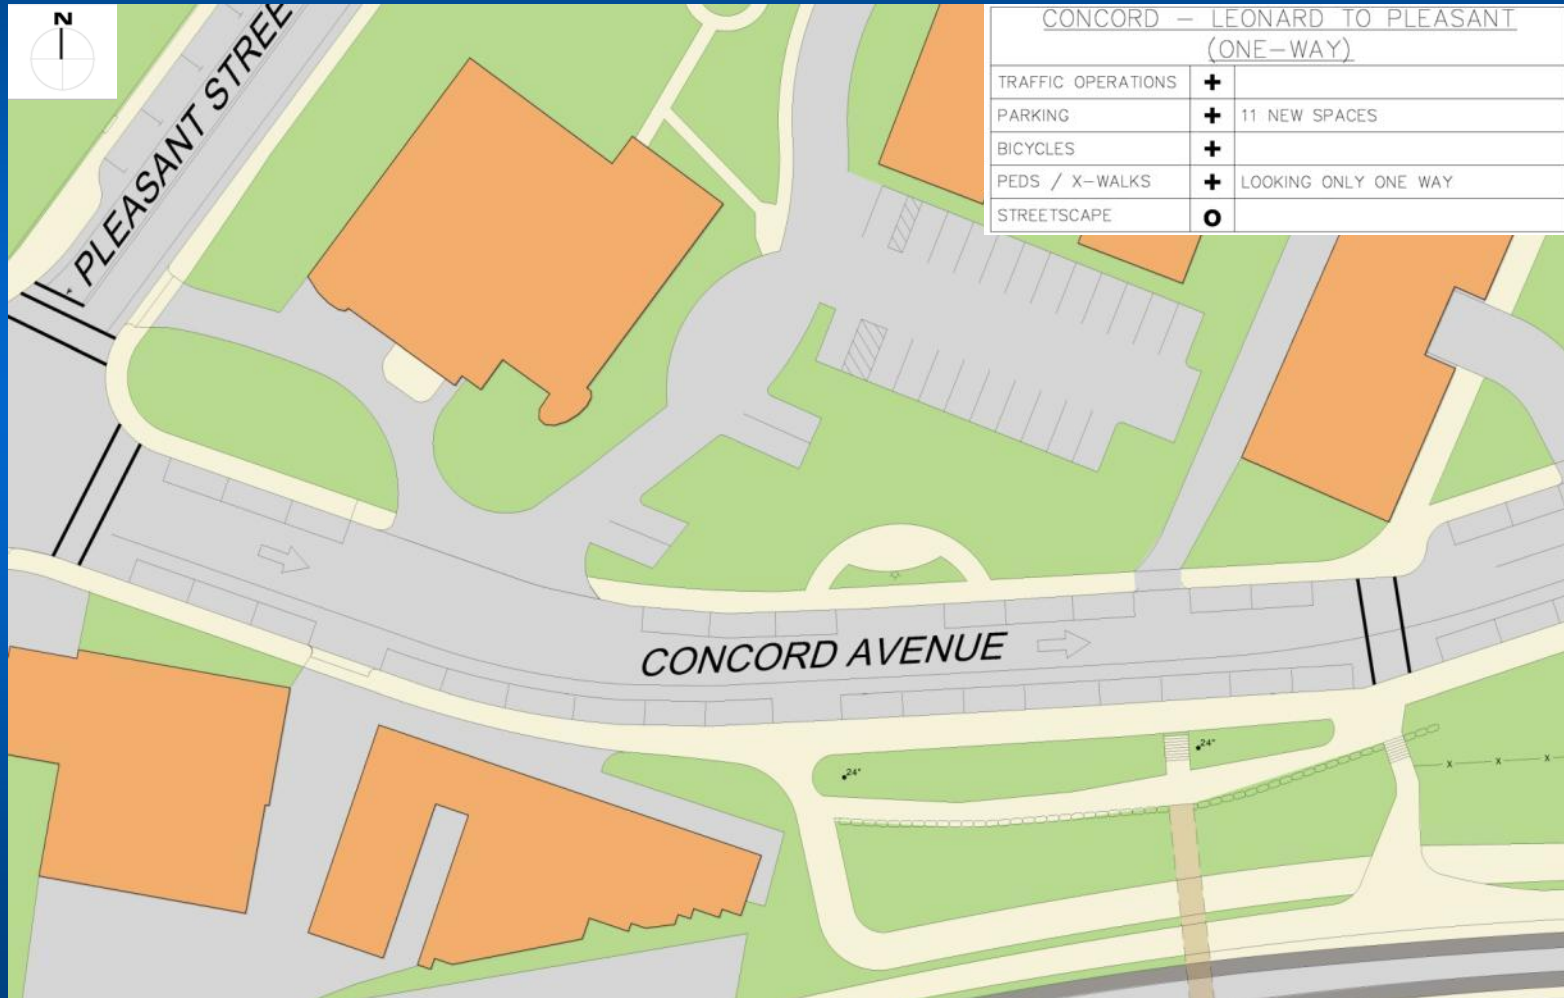 N
CONCORD – LEONARD TO PLEASANT
(ONE–WAY)
TRAFFIC OPERATIONS +
PARKING + 11 NEW SPACES
BICYCLES +
PEDS / X–WALKS + LOOKING ONLY ONE WAY
STREETSCAPE O
PLEASANT STREE
CONCORD AVENUE
24"
24"
X X X